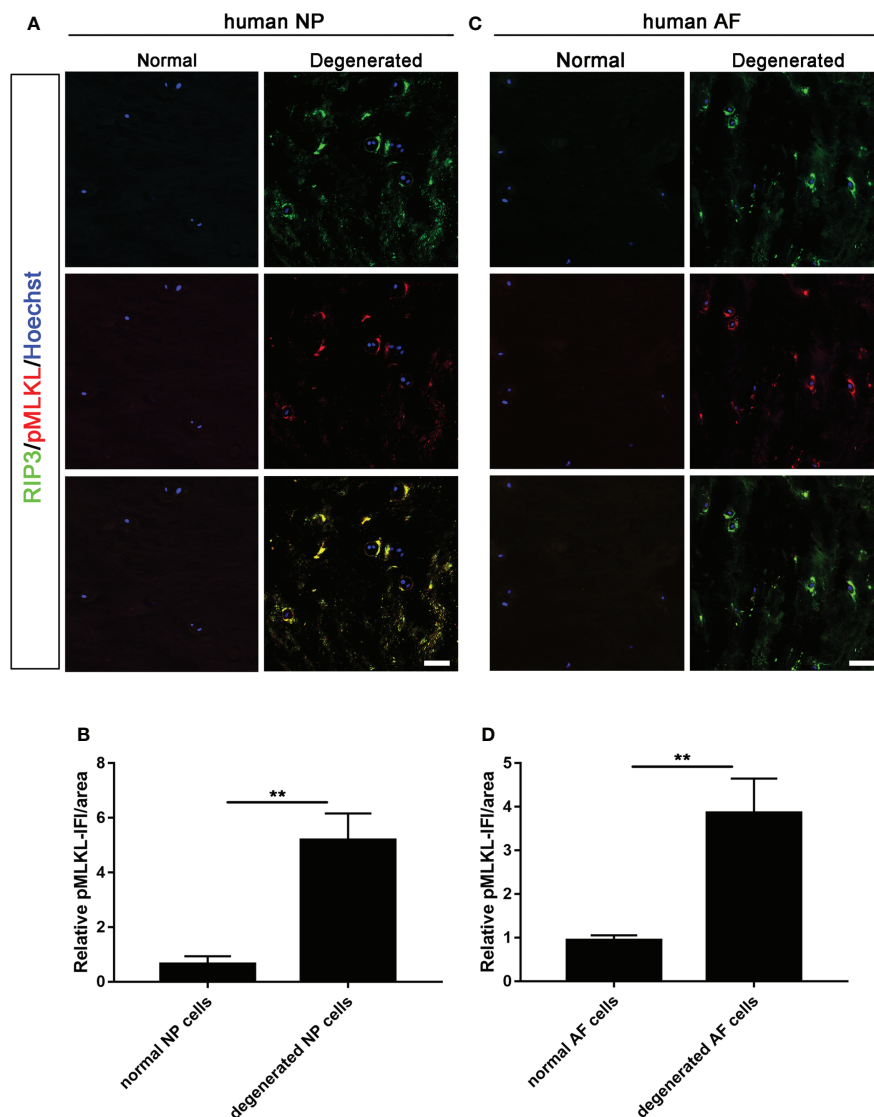 A
human NP
Normal
Degenerated
RIP3/pMLKL/Hoechst
C
human AF
Normal
Degenerated
B
Relative pMLKL-IFI/area
8
6
4
2
0
**
normal NP cells
degenerated NP cells
D
Relative pMLKL-IFI/area
5
4
3
2
1
0
**
normal AF cells
degenerated AF cells